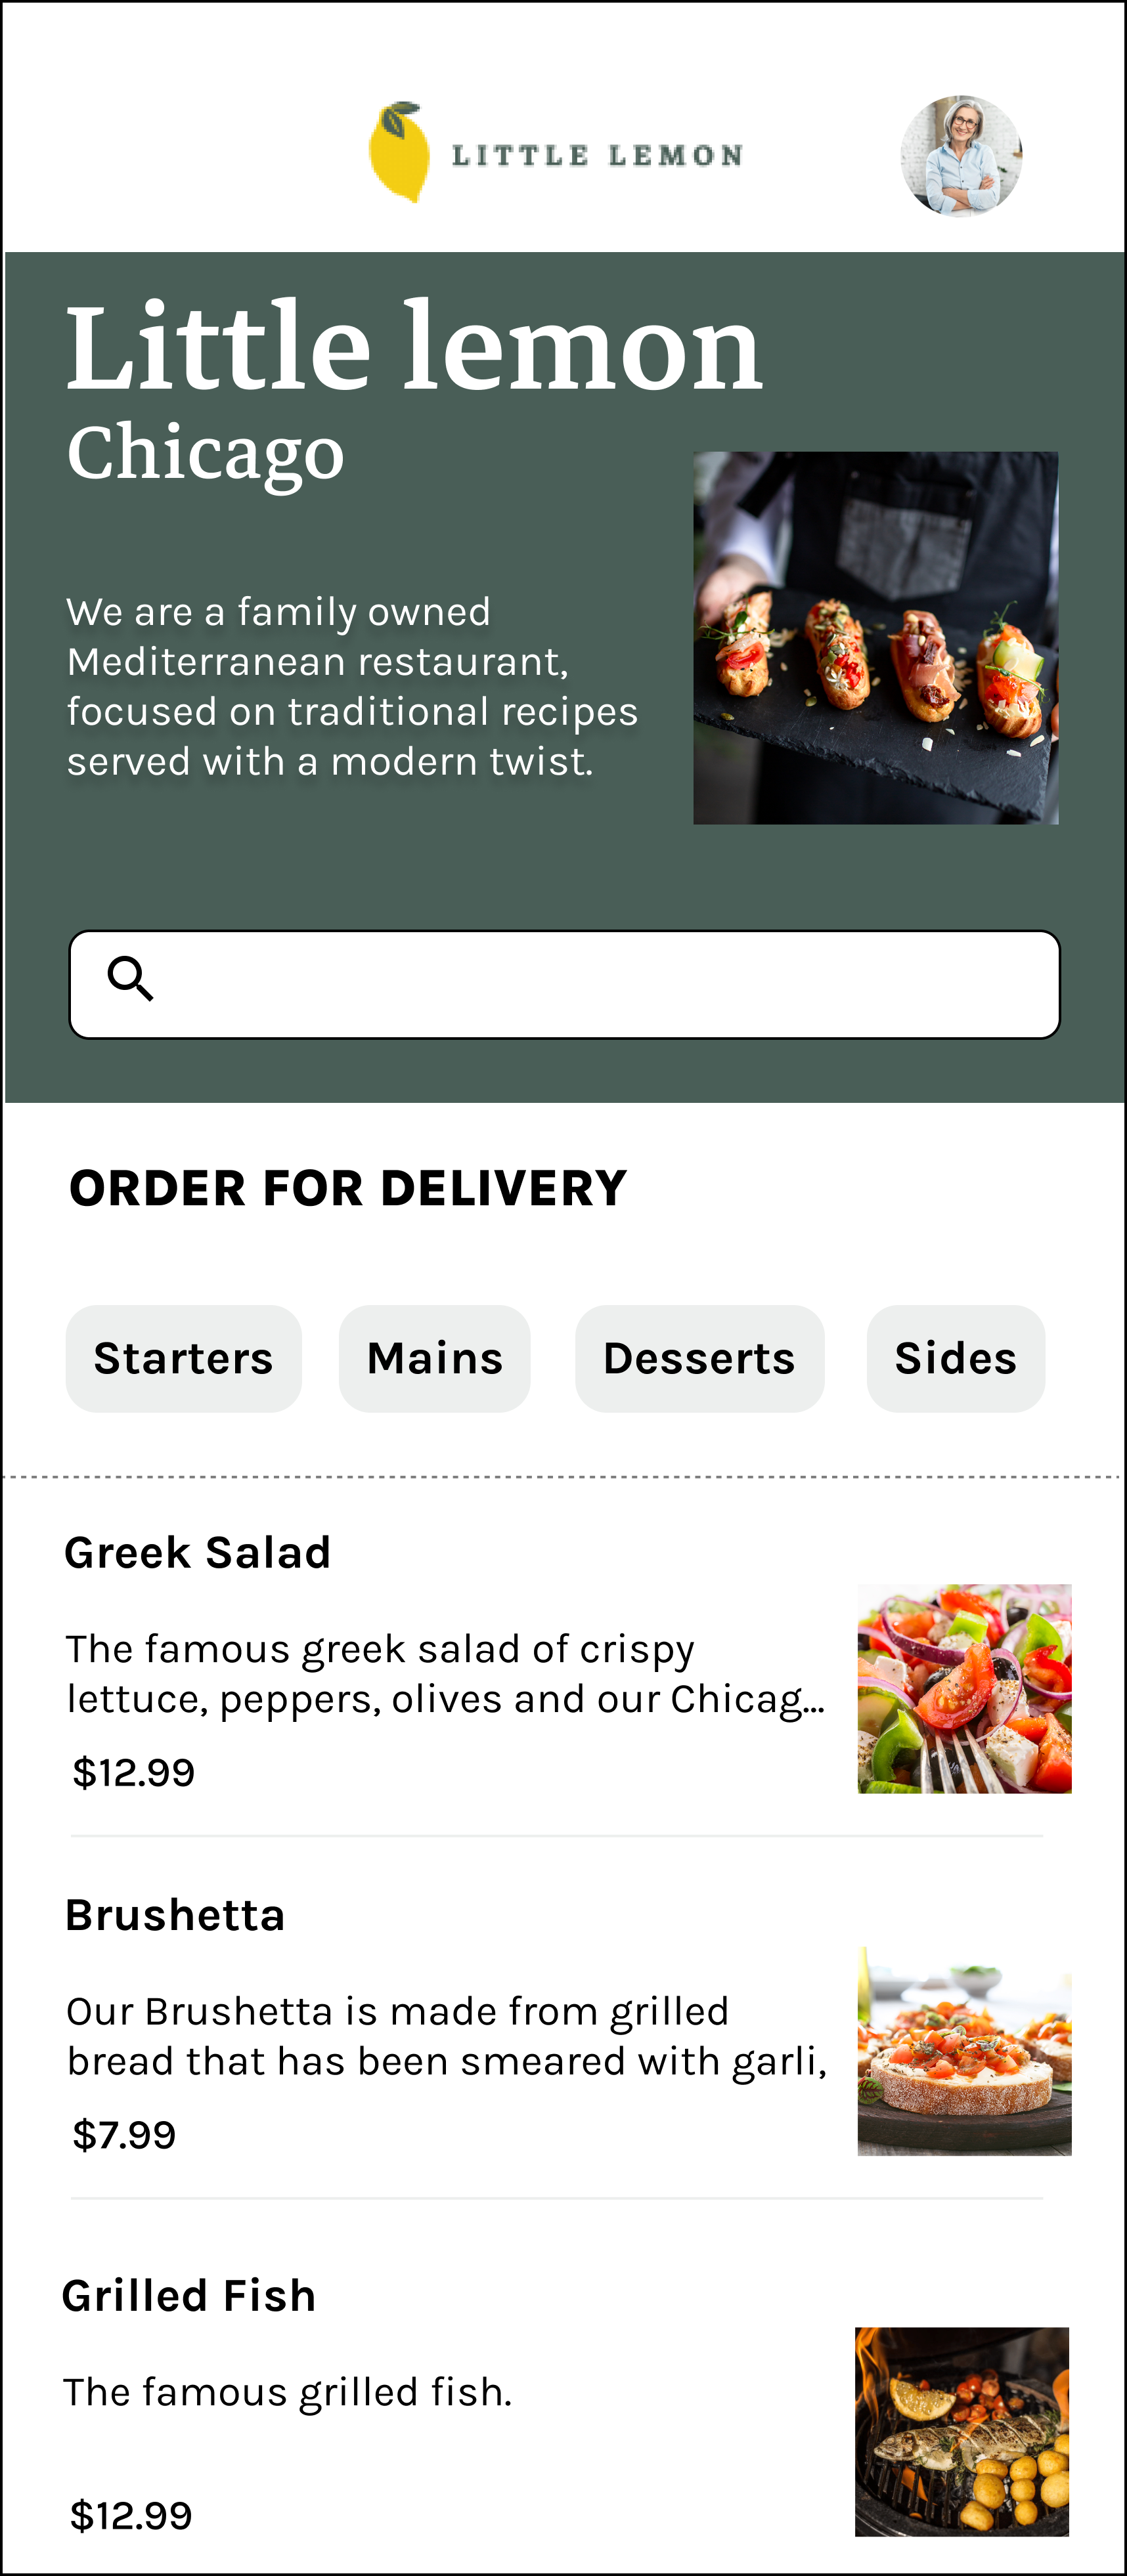 LITTLE LEMON
Little lemon
Chicago
We are a family owned
Mediterranean restaurant,
focused on traditional recipes
served with a modern twist.
ORDER FOR DELIVERY
Starters Mains Desserts Sides
Greek Salad
The famous greek salad of crispy
lettuce, peppers, olives and our Chicag...
$12.99
Brushetta
Our Brushetta is made from grilled
bread that has been smeared with garli,
$7.99
Grilled Fish
The famous grilled fish.
$12.99